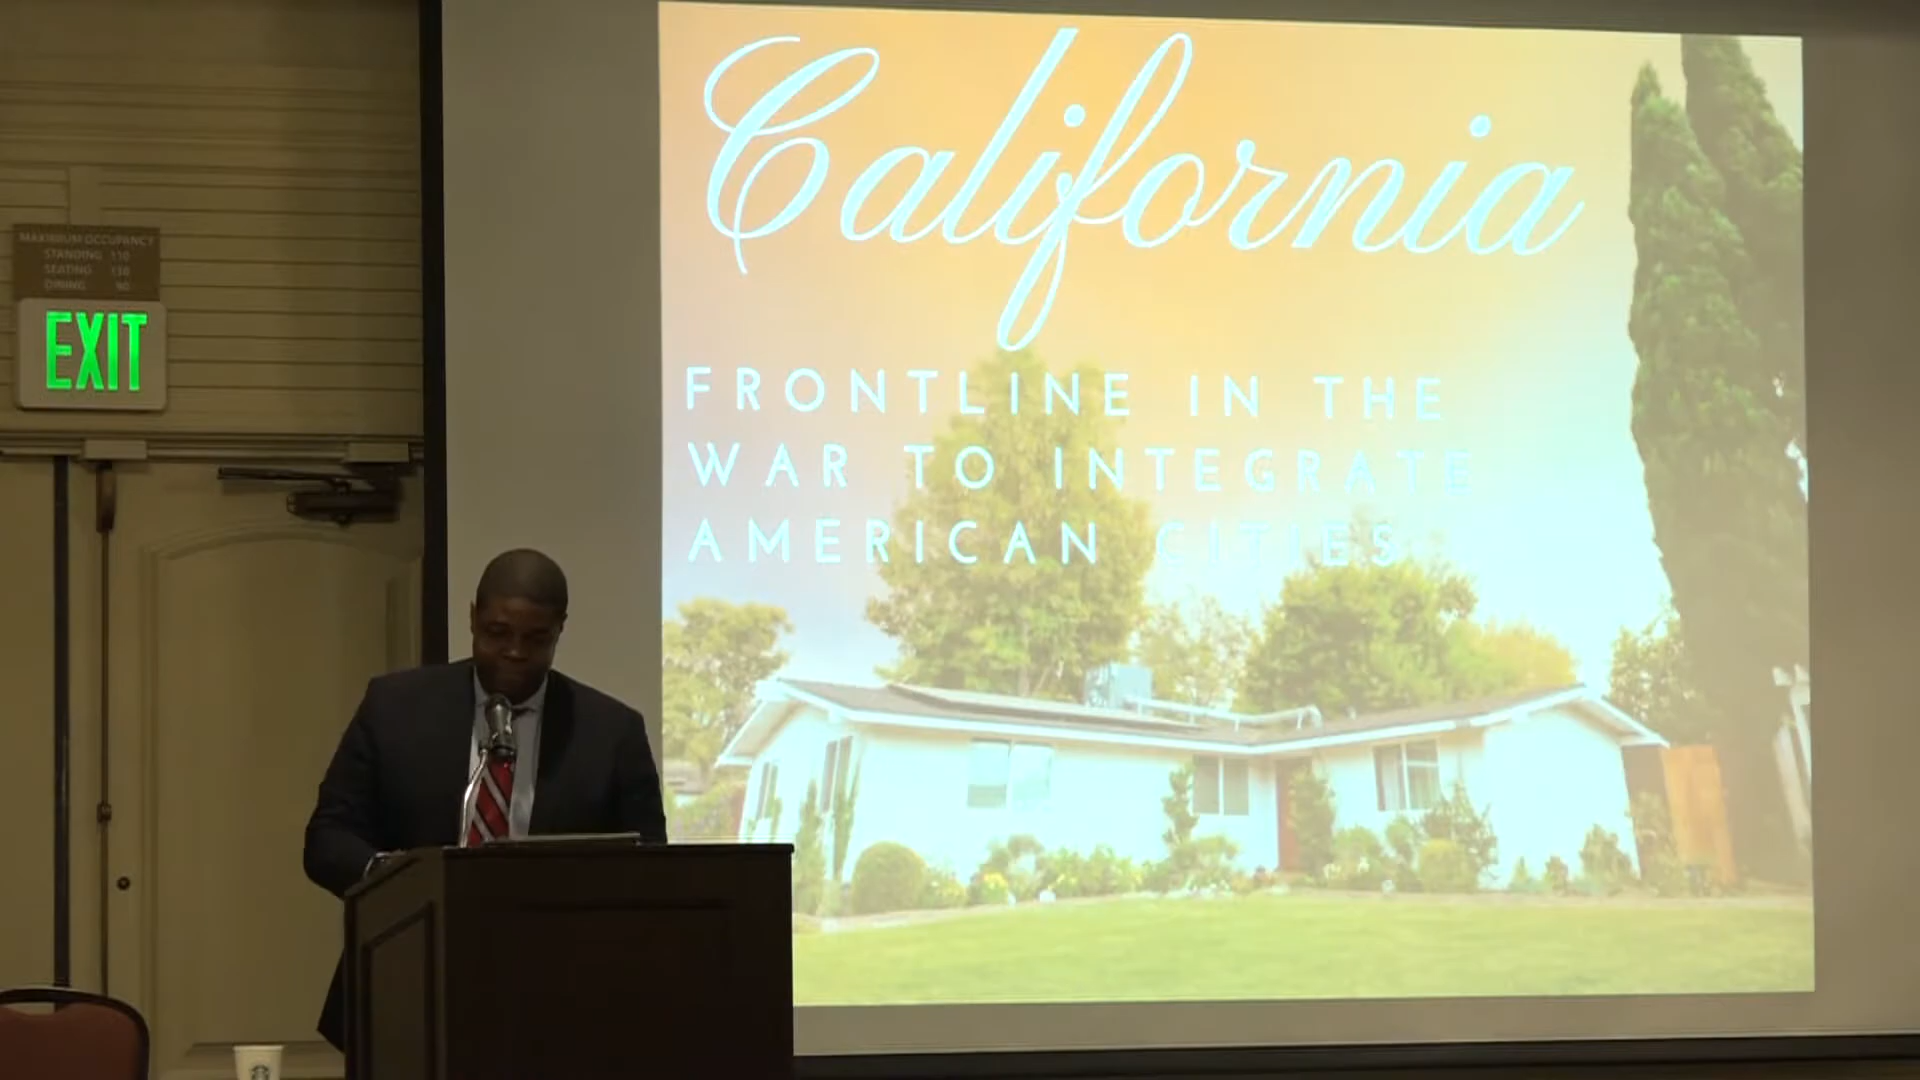 MAXIMUM OCCUPANCY
STANDING 110
SEATING 130
DINING 90
EXIT
California
FRONTLINE IN THE
WAR TO INTEGRATE
AMERICAN CITIES